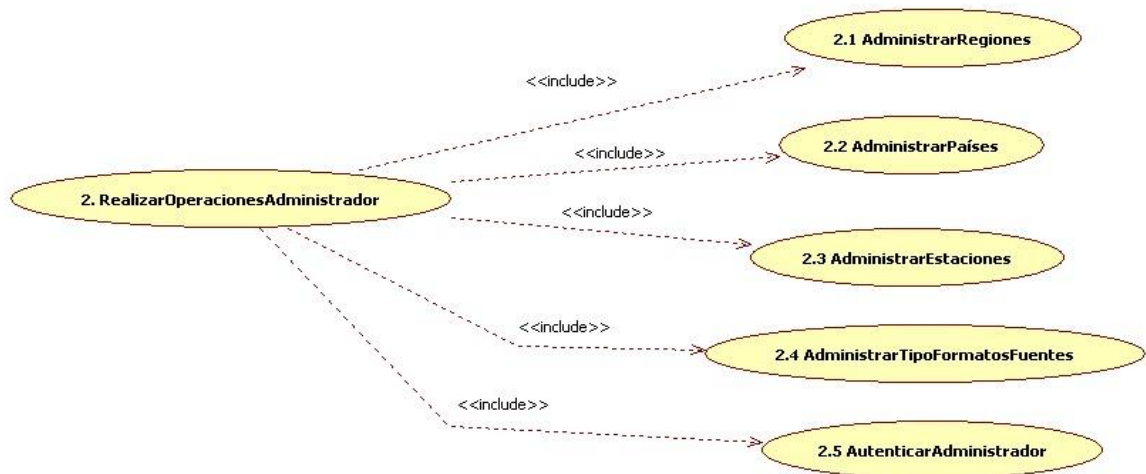 2.1 AdministrarRegiones
<<include>>
<<include>>
2.2 AdministrarPaíses
2. RealizarOperacionesAdministrador
<<include>>
2.3 AdministrarEstaciones
<<include>>
2.4 AdministrarTipoFormatosFuentes
<<include>>
2.5 AutenticarAdministrador